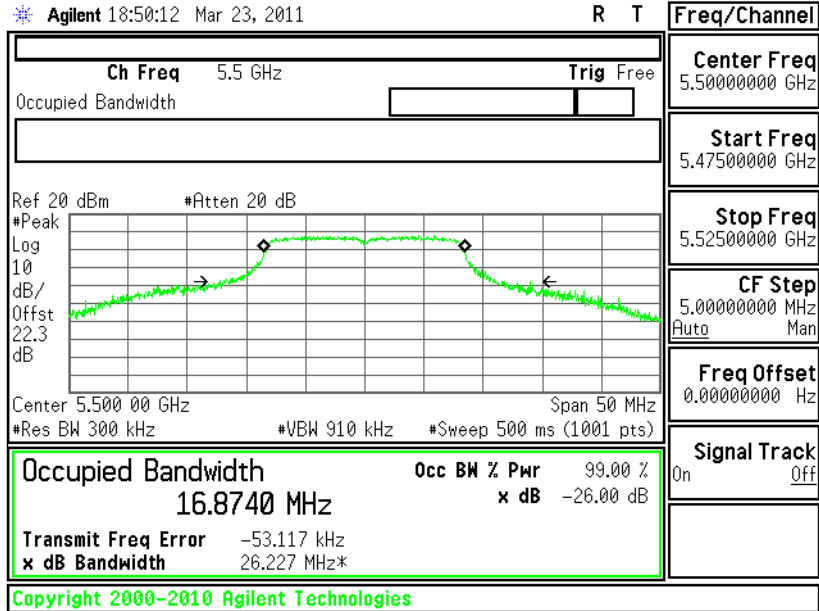 Agilent 18:50:12 Mar 23, 2011 R T
Freq/Channel
Ch Freq 5.5 GHz Trig Free
Occupied Bandwidth
Center Freq
5.50000000 GHz
Start Freq
5.47500000 GHz
Stop Freq
5.52500000 GHz
CF Step
5.00000000 MHz
Auto Man
Freq Offset
0.00000000 Hz
Signal Track
On Off
Ref 20 dBm #Atten 20 dB
#Peak
Log
10
dB/
Offst
22.3
dB
Center 5.500 00 GHz Span 50 MHz
#Res BW 300 kHz #VBW 910 kHz #Sweep 500 ms (1001 pts)
Occupied Bandwidth
16.8740 MHz
Occ BW % Pwr 99.00 %
x dB -26.00 dB
Transmit Freq Error -53.117 kHz
x dB Bandwidth 26.227 MHz*
Copyright 2000-2010 Agilent Technologies